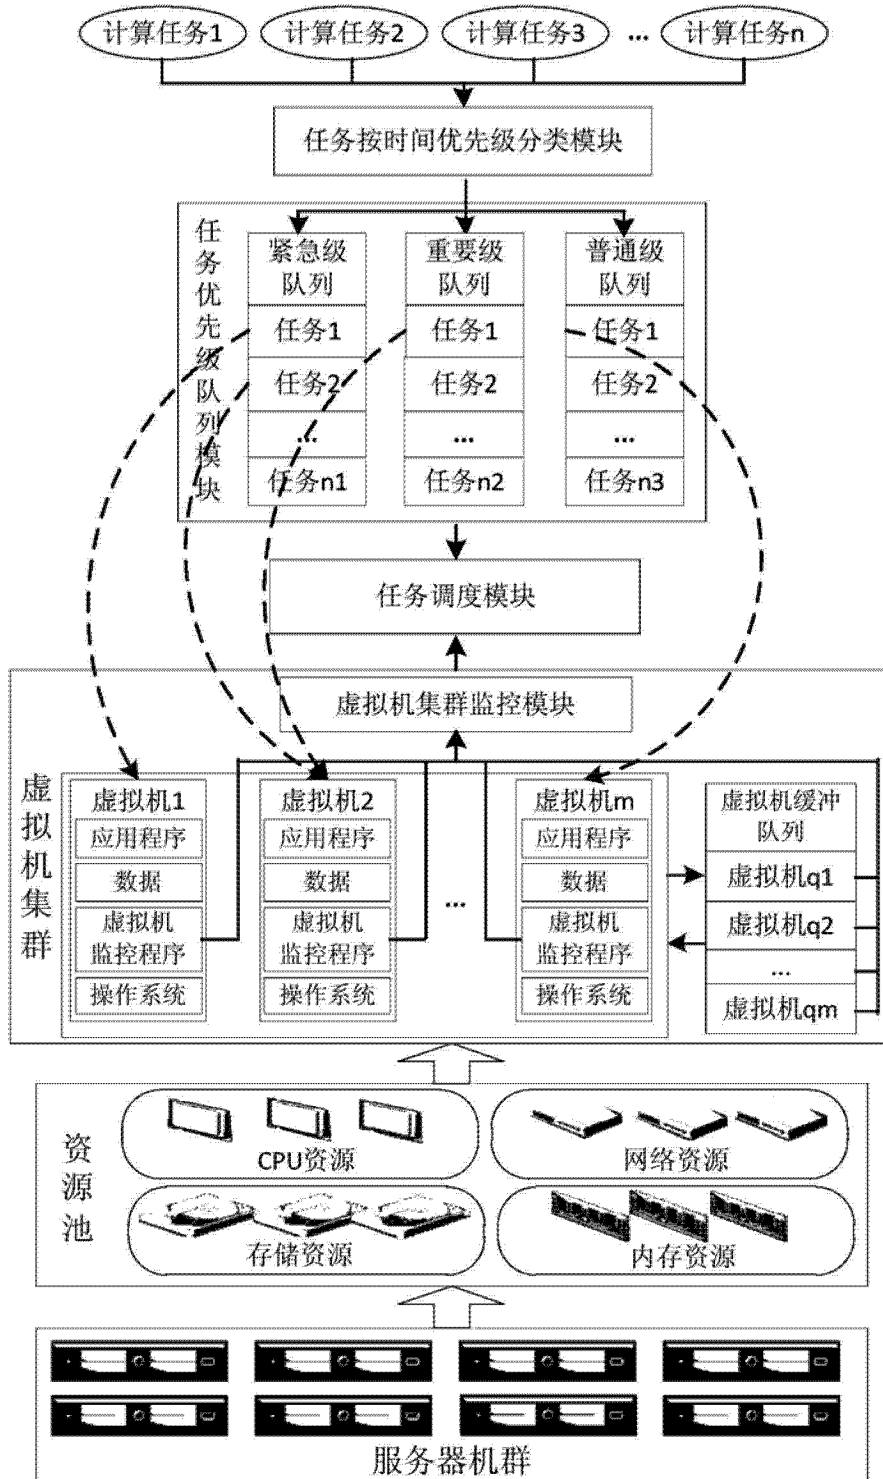 计算任务1 计算任务2 计算任务3 ... 计算任务n
任务按时间优先级分类模块
任务优先级队列模块
紧急级
队列
任务1
任务2
...
任务n1
重要级
队列
任务1
任务2
...
任务n2
普通级
队列
任务1
任务2
...
任务n3
任务调度模块
虚拟机集群
虚拟机集群监控模块
虚拟机1
应用程序
数据
虚拟机
监控程序
操作系统
虚拟机2
应用程序
数据
虚拟机
监控程序
操作系统
...
虚拟机m
应用程序
数据
虚拟机
监控程序
操作系统
虚拟机缓冲
队列
虚拟机q1
虚拟机q2
...
虚拟机qm
资源池
CPU资源
网络资源
存储资源
内存资源
服务器机群